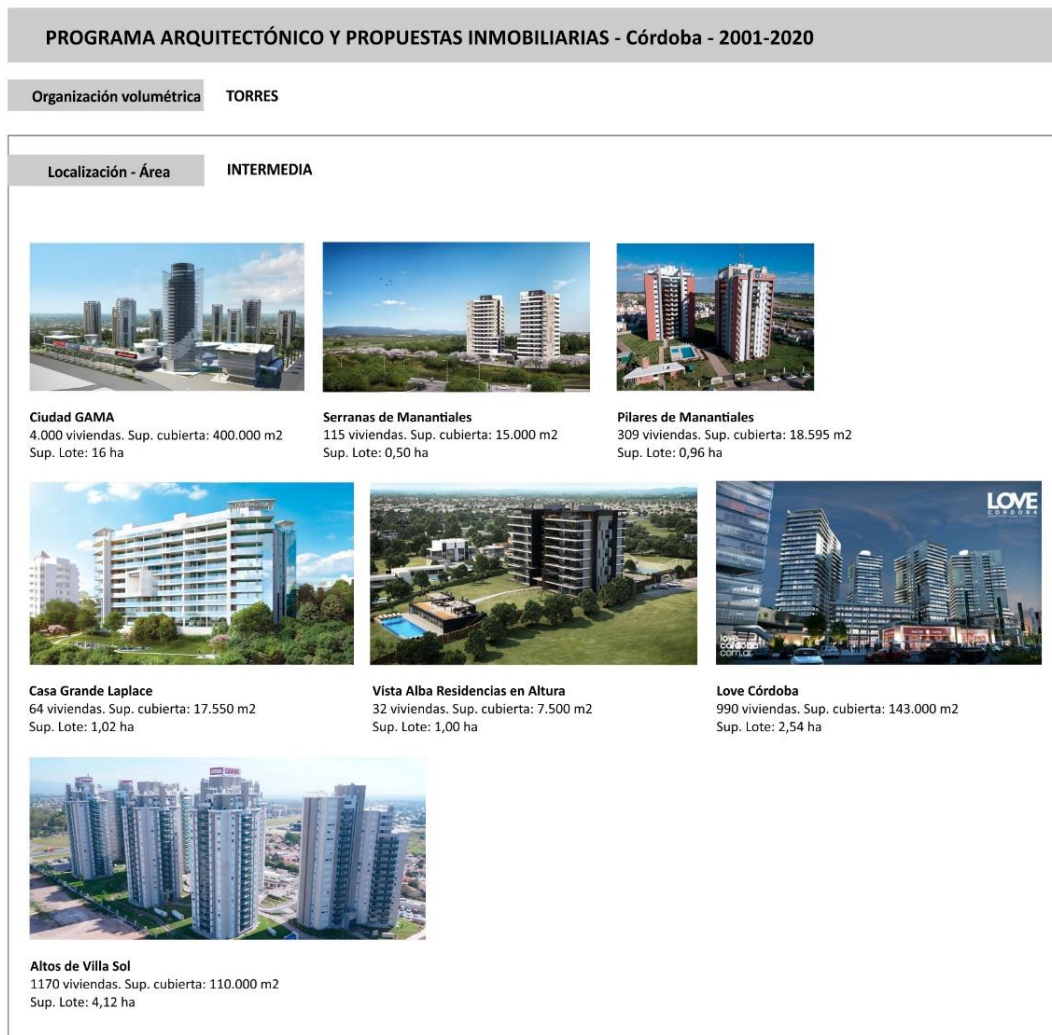 PROGRAMA ARQUITECTÓNICO Y PROPUESTAS INMOBILIARIAS - Córdoba - 2001-2020
Organización volumétrica TORRES
Localización - Área INTERMEDIA
Ciudad GAMA
4.000 viviendas. Sup. cubierta: 400.000 m2
Sup. Lote: 16 ha
Serranas de Manantiales
115 viviendas. Sup. cubierta: 15.000 m2
Sup. Lote: 0,50 ha
Pilares de Manantiales
309 viviendas. Sup. cubierta: 18.595 m2
Sup. Lote: 0,96 ha
LOVE
CORDOBA
love
cordoba
com.ar
Casa Grande Laplace
64 viviendas. Sup. cubierta: 17.550 m2
Sup. Lote: 1,02 ha
Vista Alba Residencias en Altura
32 viviendas. Sup. cubierta: 7.500 m2
Sup. Lote: 1,00 ha
Love Córdoba
990 viviendas. Sup. cubierta: 143.000 m2
Sup. Lote: 2,54 ha
GAMA
Altos de Villa Sol
1170 viviendas. Sup. cubierta: 110.000 m2
Sup. Lote: 4,12 ha